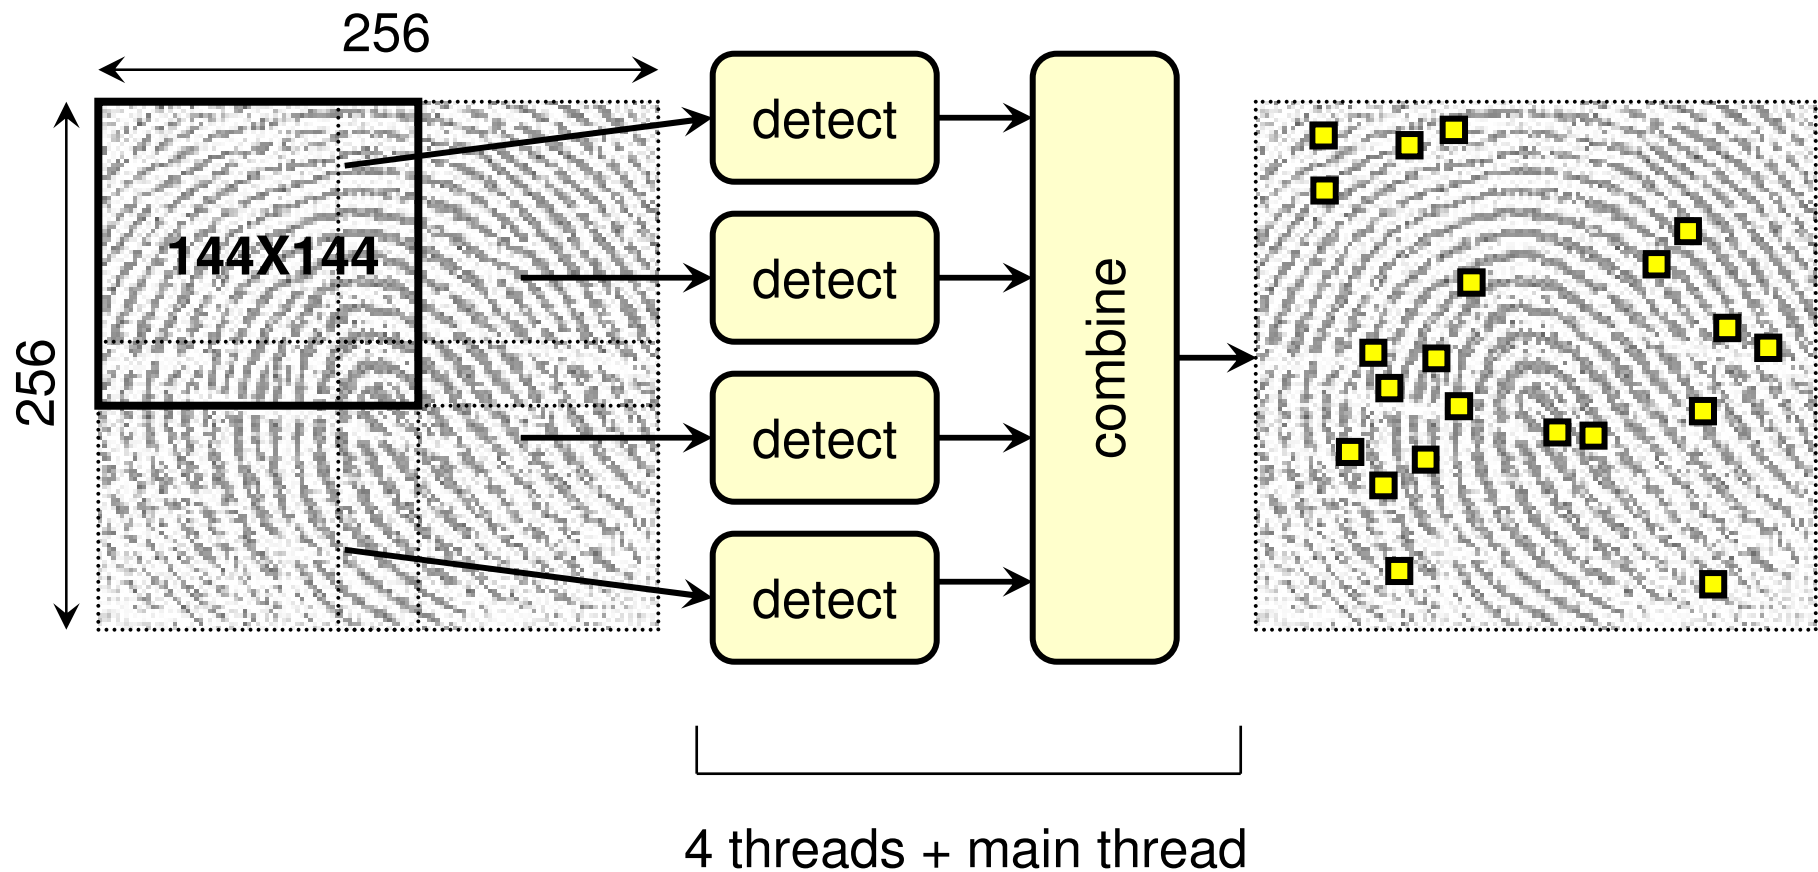 256
256
144X144
detect
detect
detect
detect
combine
4 threads + main thread